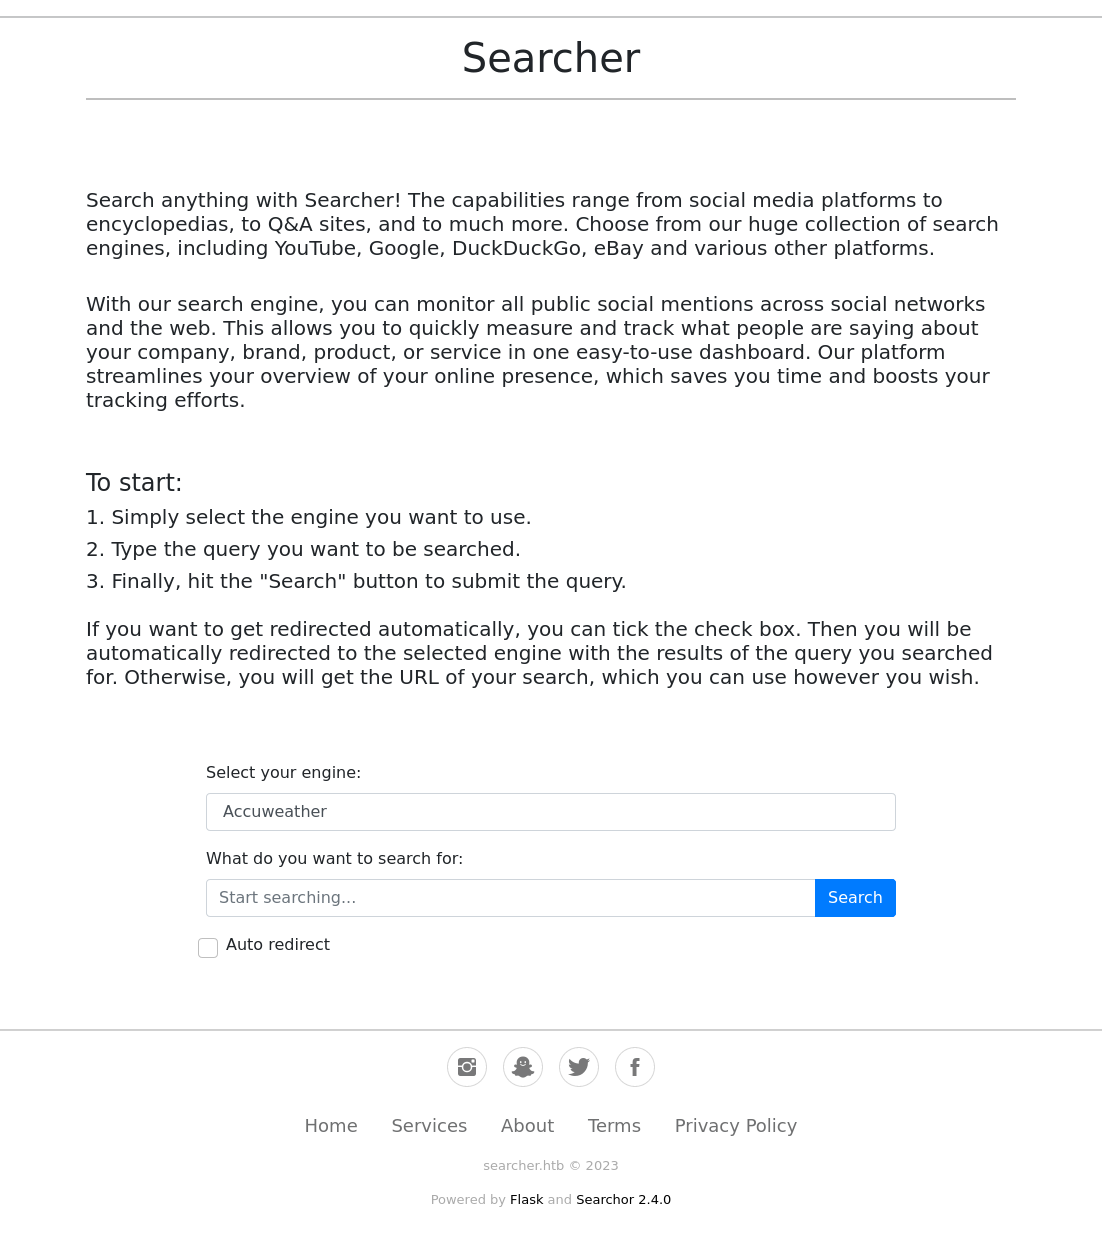 Searcher
Search anything with Searcher! The capabilities range from social media platforms to
encyclopedias, to Q&A sites, and to much more. Choose from our huge collection of search
engines, including YouTube, Google, DuckDuckGo, eBay and various other platforms.
With our search engine, you can monitor all public social mentions across social networks
and the web. This allows you to quickly measure and track what people are saying about
your company, brand, product, or service in one easy-to-use dashboard. Our platform
streamlines your overview of your online presence, which saves you time and boosts your
tracking efforts.
To start:
1. Simply select the engine you want to use.
2. Type the query you want to be searched.
3. Finally, hit the "Search" button to submit the query.
If you want to get redirected automatically, you can tick the check box. Then you will be
automatically redirected to the selected engine with the results of the query you searched
for. Otherwise, you will get the URL of your search, which you can use however you wish.
Select your engine:
Accuweather
What do you want to search for:
Start searching... Search
Auto redirect
Home Services About Terms Privacy Policy
searcher.htb © 2023
Powered by Flask and Searchor 2.4.0